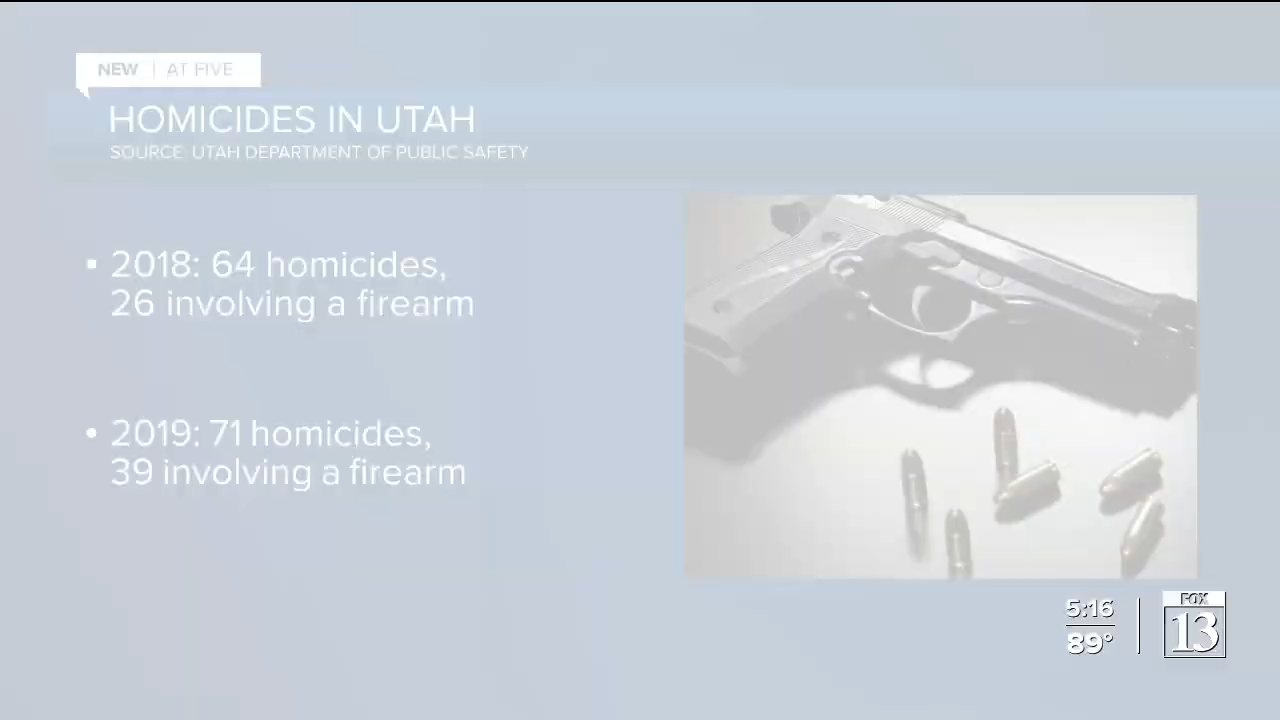 NEW | AT FIVE
HOMICIDES IN UTAH
SOURCE: UTAH DEPARTMENT OF PUBLIC SAFETY
▪ 2018: 64 homicides,
26 involving a firearm
• 2019: 71 homicides,
39 involving a firearm
5:16
89°
FOX
13